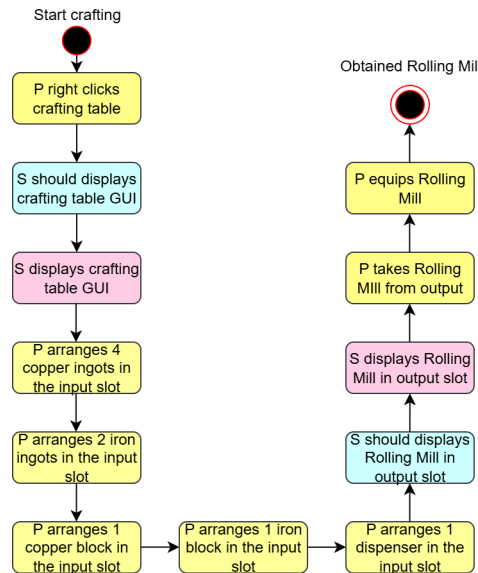 Start crafting
P right clicks
crafting table
S should displays
crafting table GUI
S displays crafting
table GUI
P arranges 4
copper ingots in
the input slot
P arranges 2 iron
ingots in the input
slot
P arranges 1
copper block in
the input slot
P arranges 1 iron
block in the input
slot
P arranges 1
dispenser in the
input slot
S should displays
Rolling Mill in
output slot
S displays Rolling
Mill in output slot
P takes Rolling
MIll from output
P equips Rolling
Mill
Obtained Rolling Mil